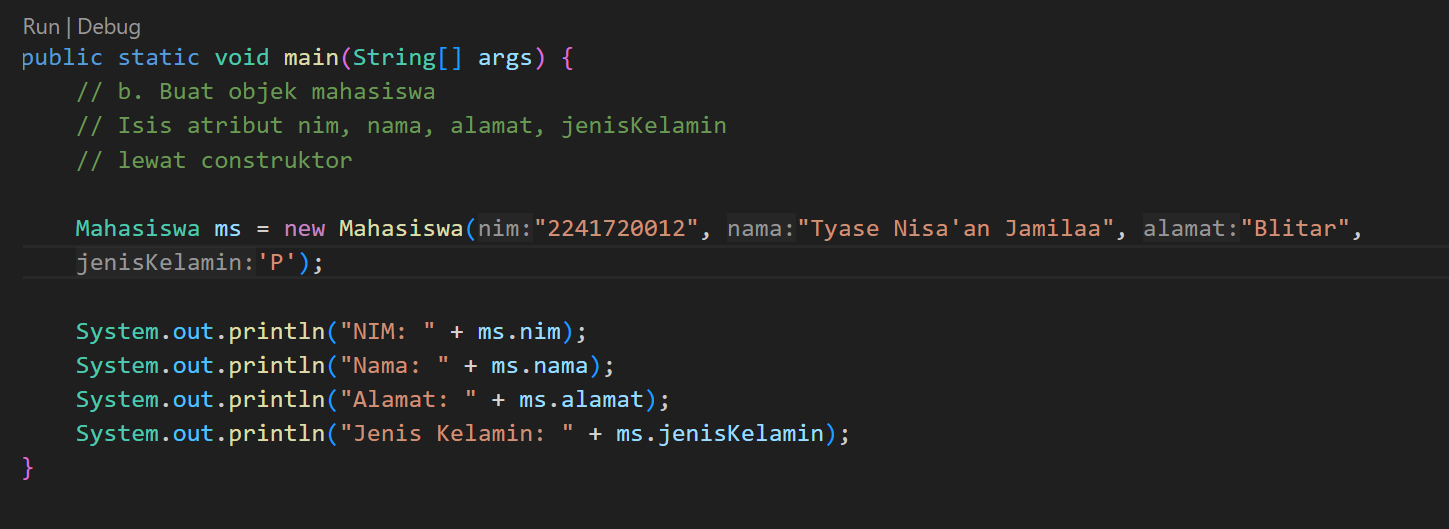 Run | Debug
public static void main(String[] args) {
// b. Buat objek mahasiswa
// Isis atribut nim, nama, alamat, jenisKelamin
// lewat construktor
Mahasiswa ms = new Mahasiswa(nim:"2241720012", nama:"Tyase Nisa'an Jamilaa", alamat:"Blitar",
jenisKelamin:'P');
System.out.println("NIM: " + ms.nim);
System.out.println("Nama: " + ms.nama);
System.out.println("Alamat: " + ms.alamat);
System.out.println("Jenis Kelamin: " + ms.jenisKelamin);
}